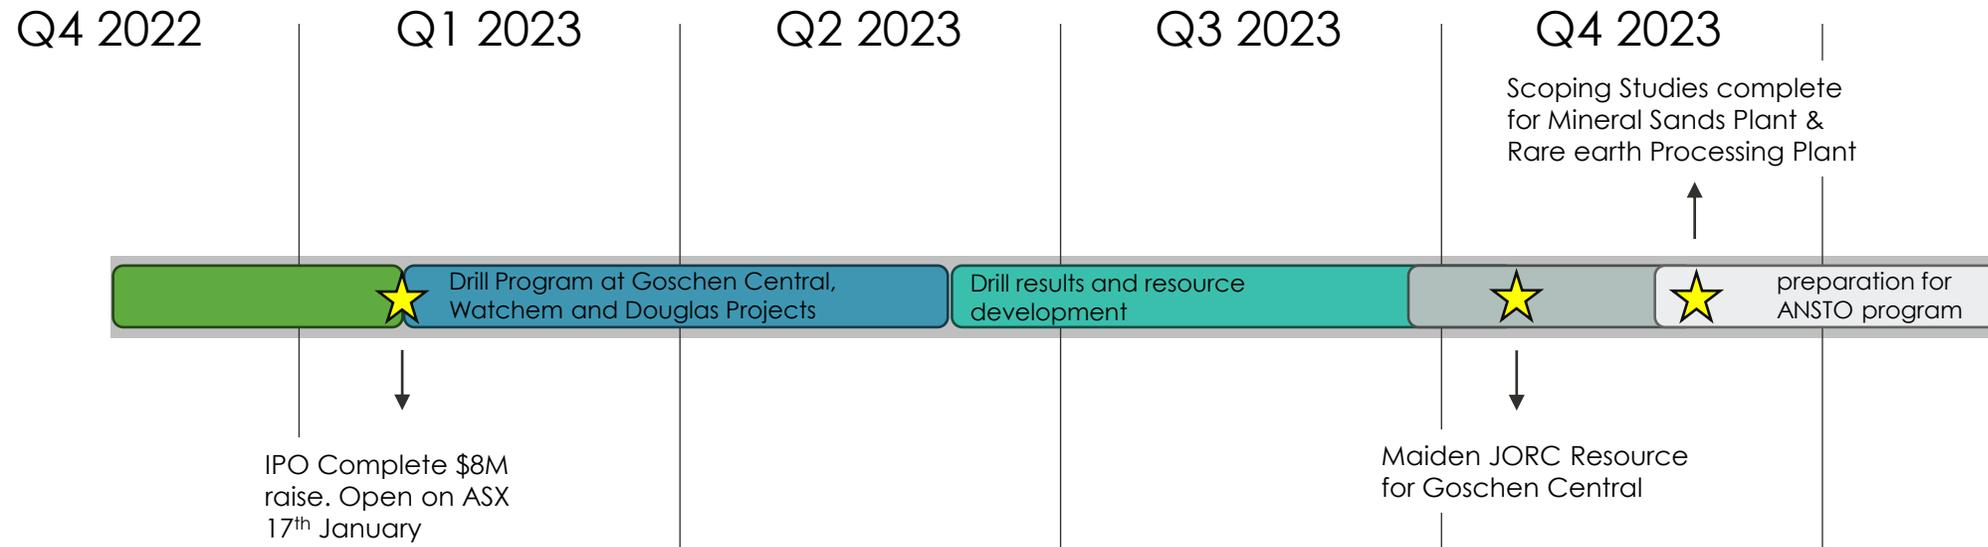 Q4 2022
Q1 2023
Q2 2023
Q3 2023
Q4 2023
Scoping Studies complete
for Mineral Sands Plant &
Rare earth Processing Plant
Drill Program at Goschen Central,
Watchem and Douglas Projects
Drill results and resource
development
preparation for
ANSTO program
IPO Complete $8M
raise. Open on ASX
17th January
Maiden JORC Resource
for Goschen Central